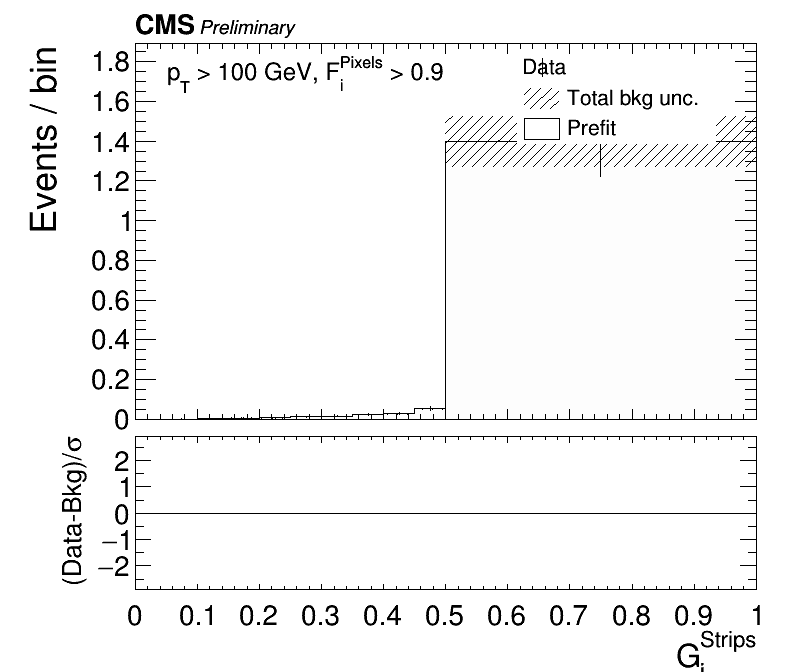 CMS Preliminary
p_T > 100 GeV, F_i^Pixels > 0.9
Data
Total bkg unc.
Prefit
Events / bin
1.8
1.6
1.4
1.2
1
0.8
0.6
0.4
0.2
0
(Data-Bkg)/σ
2
1
0
−1
−2
0 0.1 0.2 0.3 0.4 0.5 0.6 0.7 0.8 0.9 1
G_i^Strips